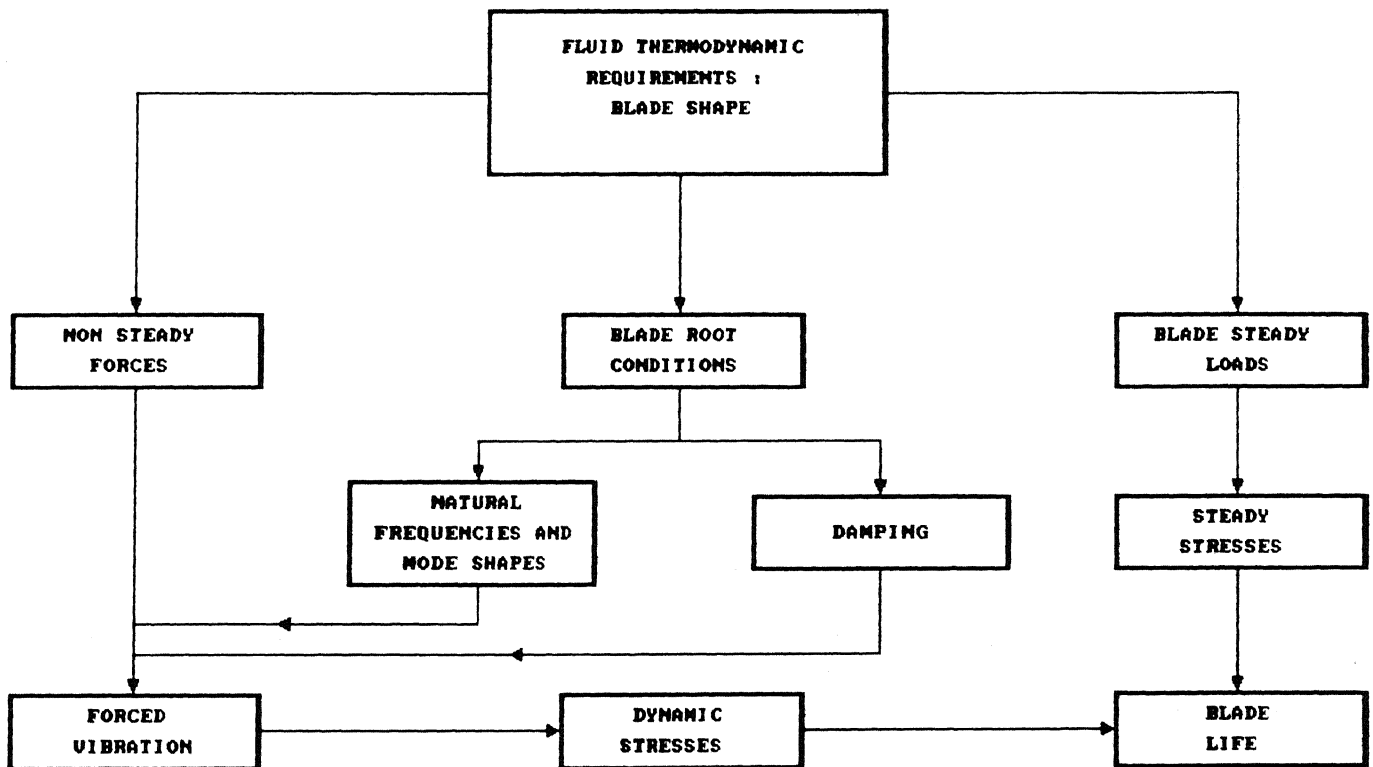 FLUID THERMODYNAMIC
REQUIREMENTS :
BLADE SHAPE
NON STEADY
FORCES
BLADE ROOT
CONDITIONS
BLADE STEADY
LOADS
NATURAL
FREQUENCIES AND
MODE SHAPES
DAMPING
STEADY
STRESSES
FORCED
VIBRATION
DYNAMIC
STRESSES
BLADE
LIFE